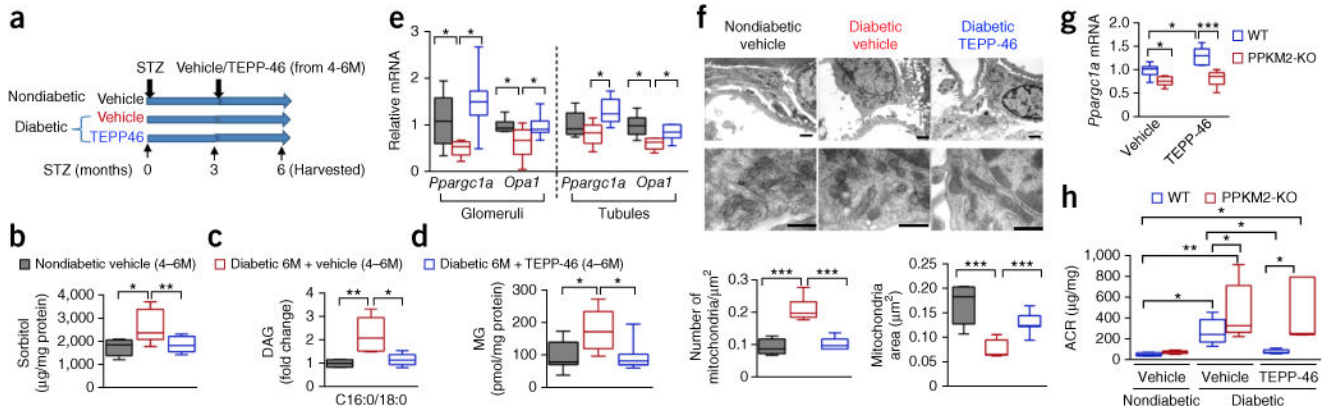 a
STZ
Vehicle/TEPP-46 (from 4-6M)
Nondiabetic
Vehicle
Diabetic
Vehicle
TEPP46
STZ (months)
0 3 6 (Harvested)
b
c
d
Nondiabetic vehicle (4–6M)
Diabetic 6M + vehicle (4–6M)
Diabetic 6M + TEPP-46 (4–6M)
Sorbitol
(µg/mg protein)
4,000
3,000
2,000
1,000
0
* **
DAG
(fold change)
4
3
2
1
0
** *
C16:0/18:0
MG
(pmol/mg protein)
300
200
100
0
* *
e
Relative mRNA
3
2
1
0
* *
* *
*
* *
Ppargc1a Opa1 Ppargc1a Opa1
Glomeruli Tubules
f
Nondiabetic
vehicle
Diabetic
vehicle
Diabetic
TEPP-46
Number of
mitochondria/µm2
0.3
0.2
0.1
0
*** ***
Mitochondria
area (µm2)
0.20
0.15
0.10
0.05
0
*** ***
g
Ppargc1a mRNA
2.0
1.5
1.0
0.5
0
* ***
*
WT
PPKM2-KO
Vehicle
TEPP-46
h
WT PPKM2-KO
ACR (µg/mg)
1,000
800
600
400
200
0
*
*
** *
*
*
Vehicle Vehicle TEPP-46
Nondiabetic Diabetic